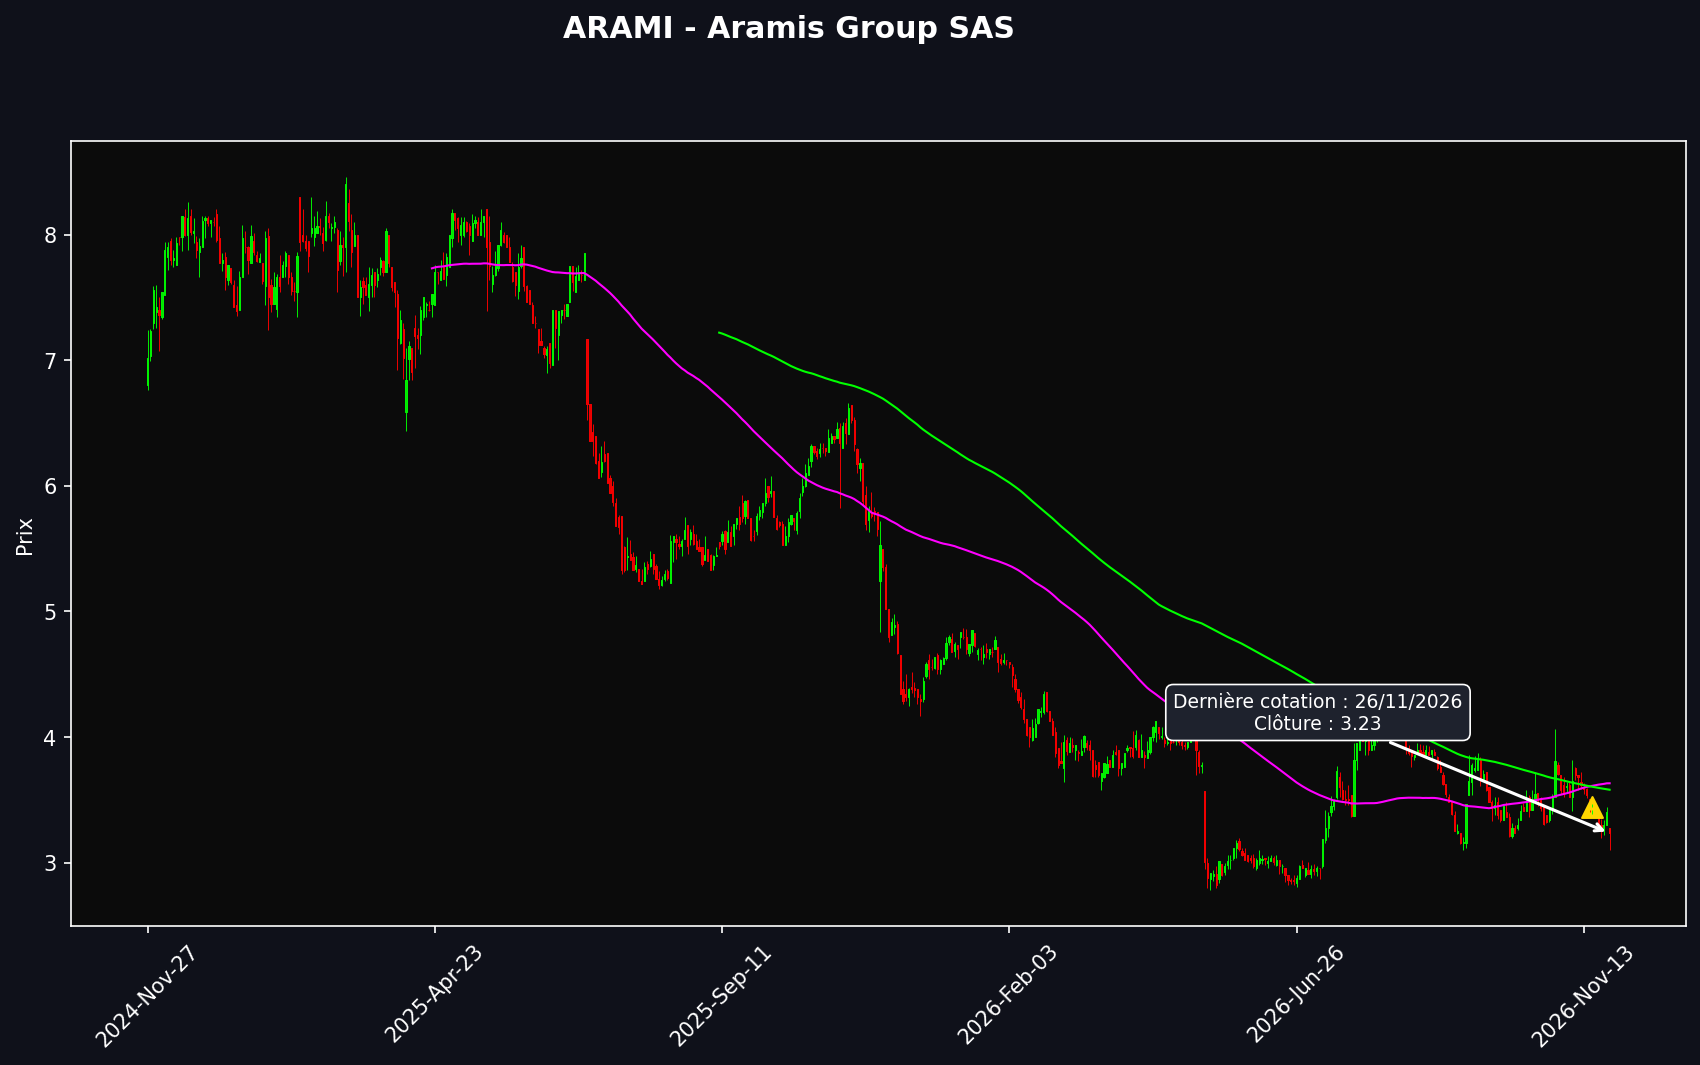 ARAMI - Aramis Group SAS
Prix
8
7
6
5
4
3
Dernière cotation : 26/11/2026
Clôture : 3.23
2024-Nov-27
2025-Apr-23
2025-Sep-11
2026-Feb-03
2026-Jun-26
2026-Nov-13